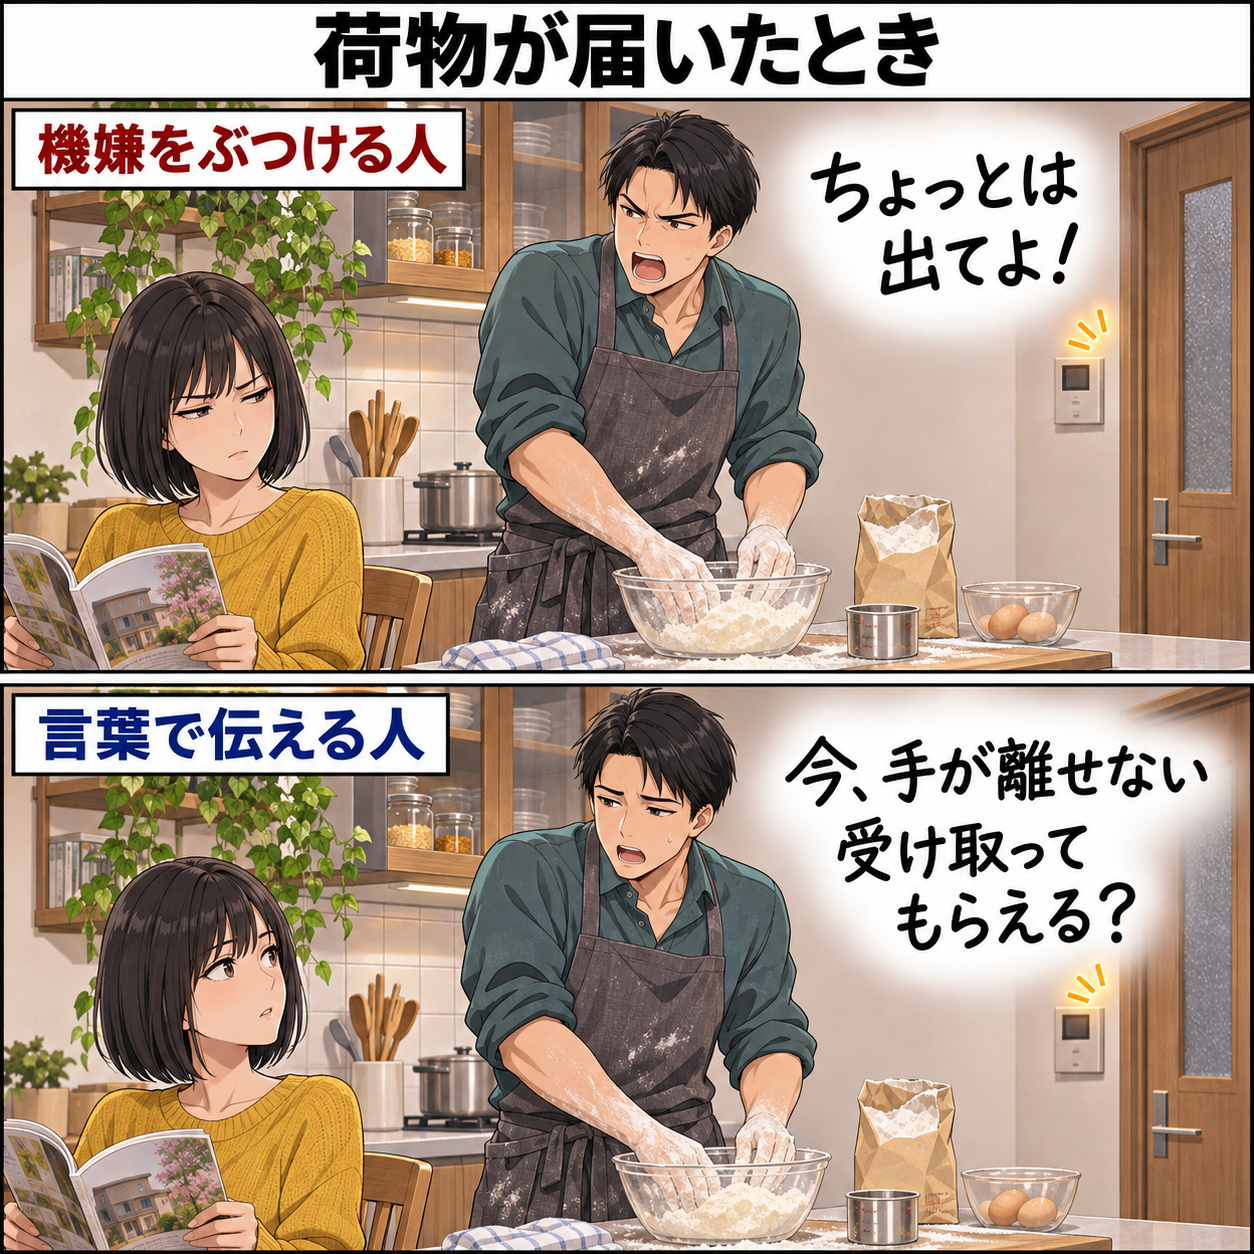 荷物が届いたとき
機嫌をぶつける人
ちょっとは
出てよ!
言葉で伝える人
今、手が離せない
受け取って
もらえる?